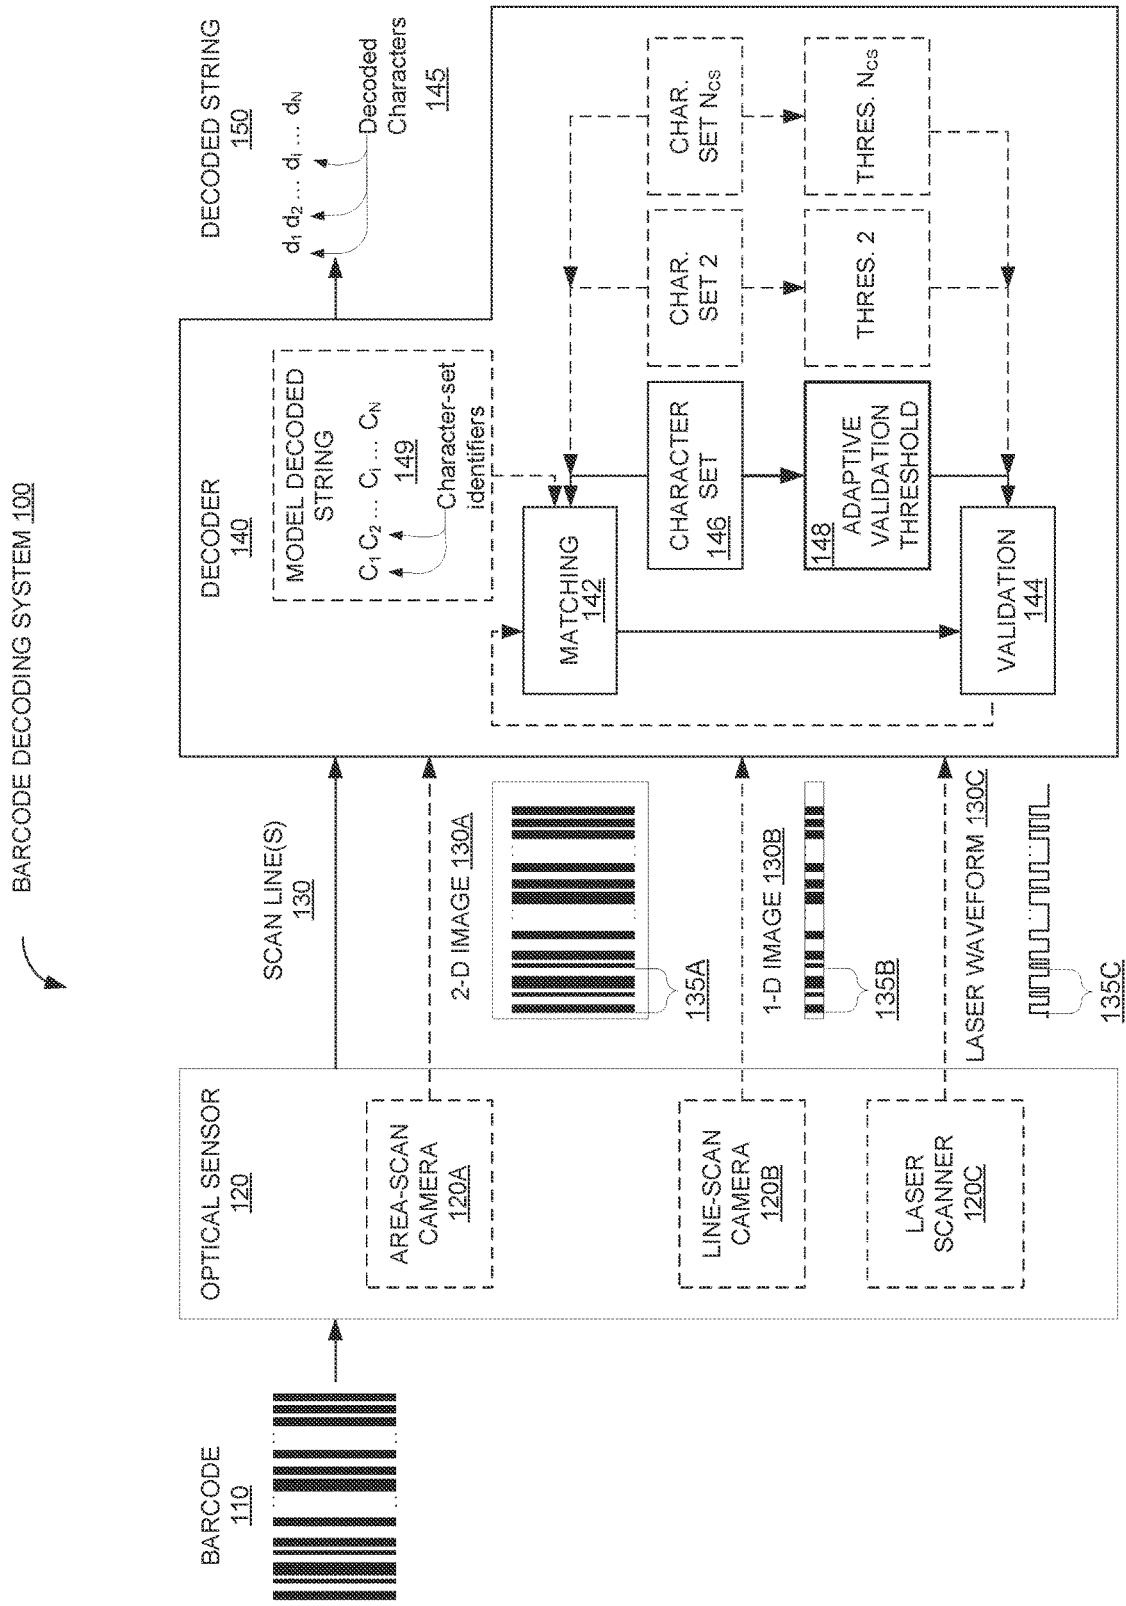 BARCODE DECODING SYSTEM 100
BARCODE
110
OPTICAL SENSOR
120
AREA-SCAN
CAMERA
120A
LINE-SCAN
CAMERA
120B
LASER
SCANNER
120C
SCAN LINE(S)
130
2-D IMAGE 130A
135A
1-D IMAGE 130B
135B
LASER WAVEFORM 130C
135C
DECODER
140
MODEL DECODED
STRING
C1 C2 ... Ci ... CN
149
Character-set
identifiers
MATCHING
142
CHARACTER
SET
146
CHAR.
SET 2
CHAR.
SET NCS
148
ADAPTIVE
VALIDATION
THRESHOLD
THRES. 2
THRES. NCS
VALIDATION
144
DECODED STRING
150
d1 d2 ... di ... dN
Decoded
Characters
145